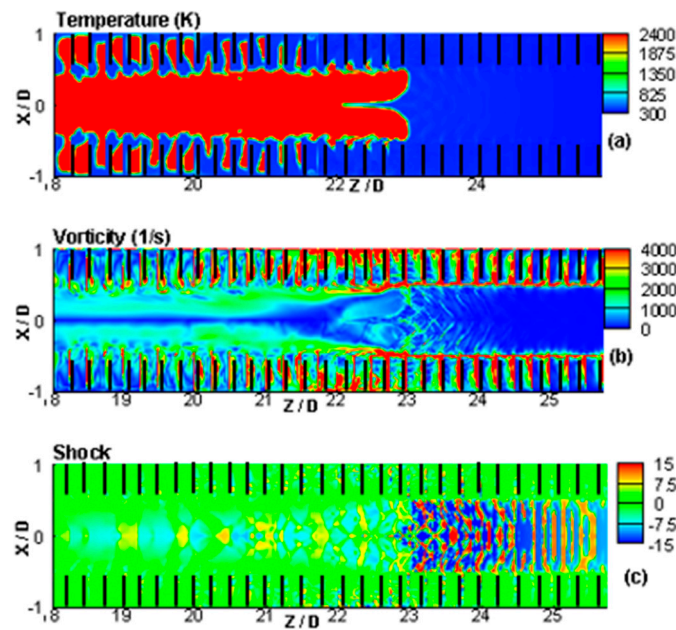 Temperature (K)
1
0
-1
X / D
18 20 22 24
Z / D
2400
1875
1350
825
300
(a)
Vorticity (1/s)
1
0
-1
X / D
18 19 20 21 22 23 24 25
Z / D
4000
3000
2000
1000
0
(b)
Shock
1
0
-1
X / D
18 19 20 21 22 23 24 25
Z / D
15
7.5
0
-7.5
-15
(c)